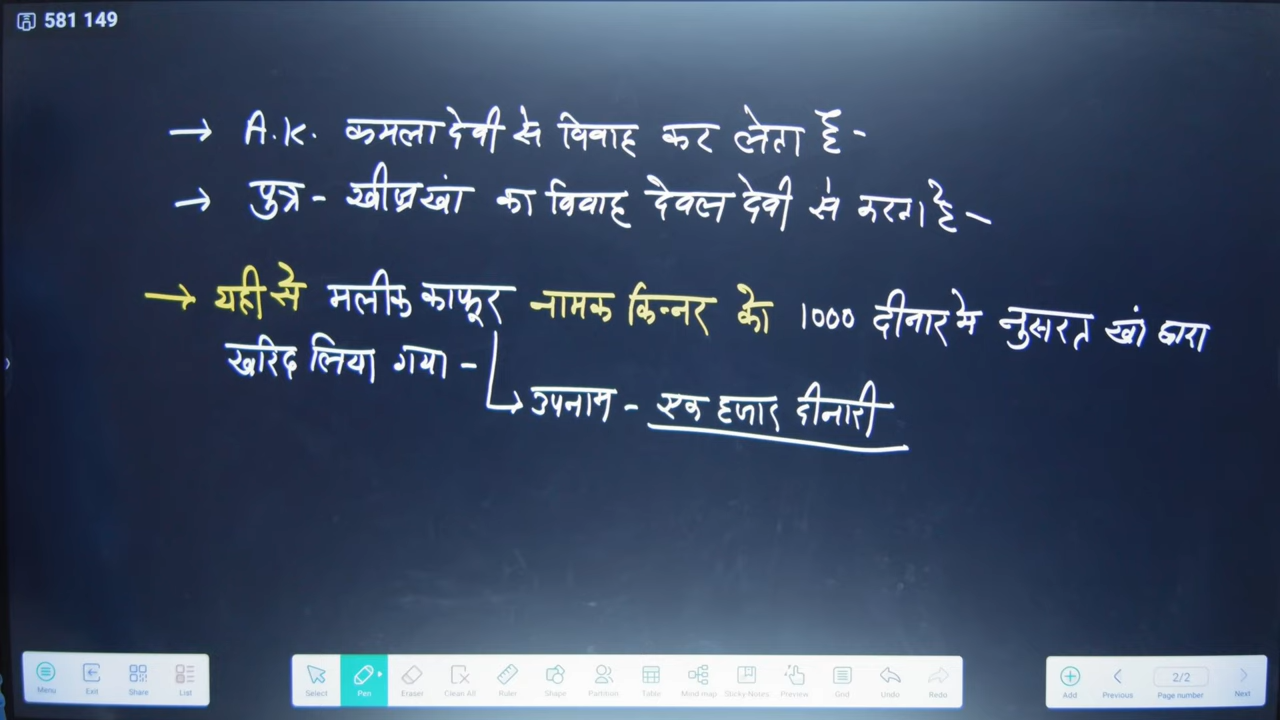 581 149
→ A.K. कमला देवी से विवाह कर लेता है -
→ पुत्र - खीज्रखां का विवाह देवल देवी से करता है -
→ यही से मलीक काफूर नामक किन्नर को 1000 दीनार मे नुसरत खां द्वारा
खरिद लिया गया -
→ उपनाम - एक हजार दीनारी
Menu Exit Share List Select Pen Eraser Clean All Ruler Shape Partition Table Mind map Sticky Notes Preview Grid Undo Redo Add Previous 2/2 Page number Next